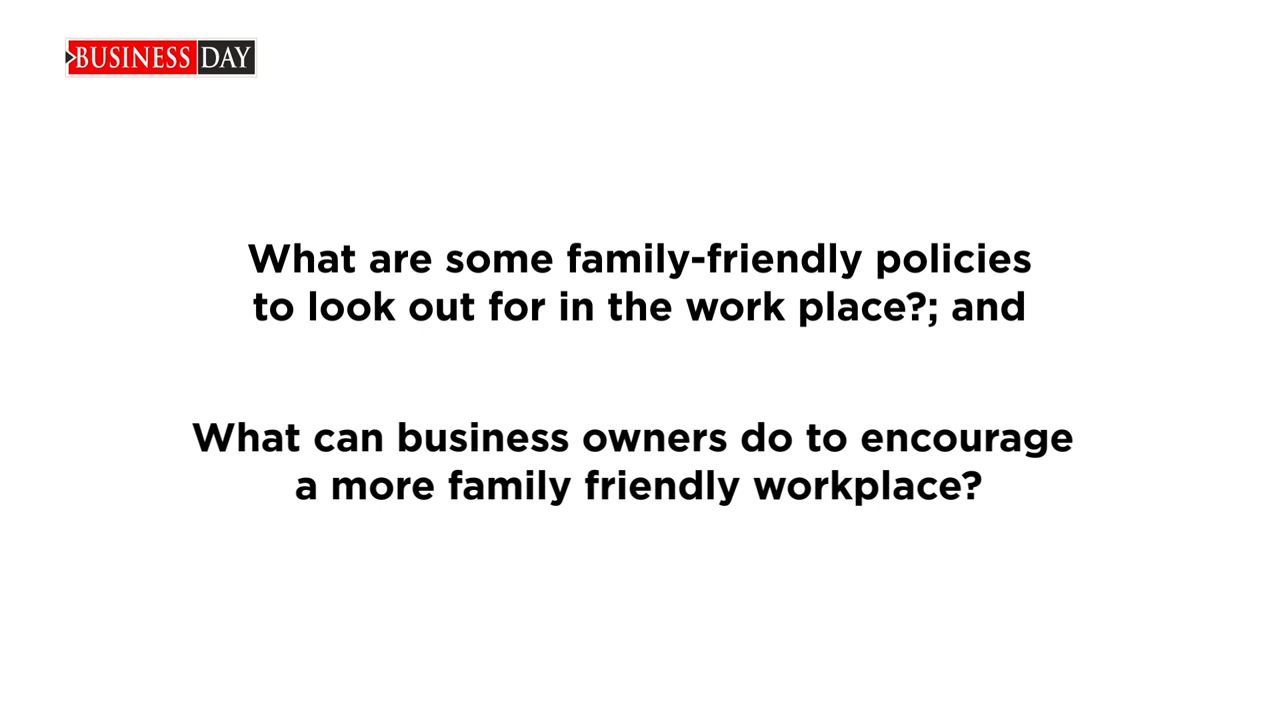 BUSINESS DAY
What are some family-friendly policies
to look out for in the work place?; and
What can business owners do to encourage
a more family friendly workplace?